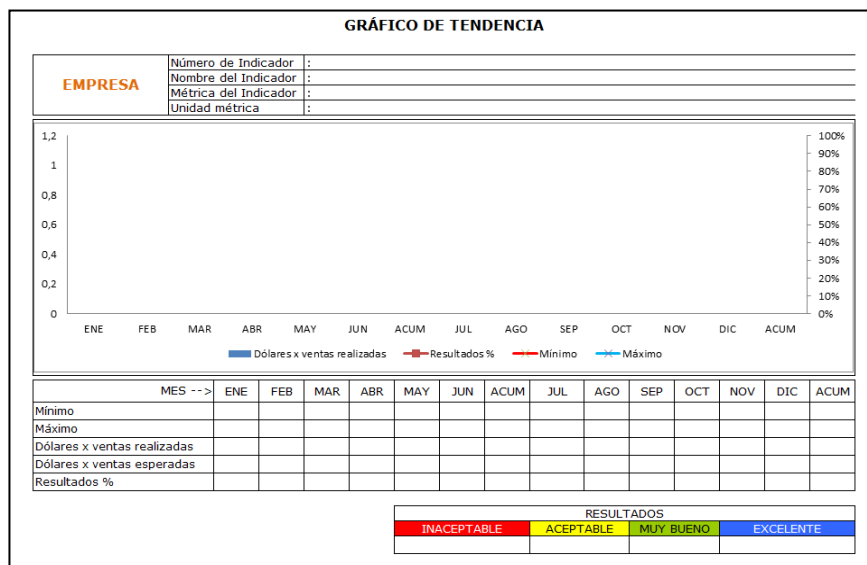 GRÁFICO DE TENDENCIA
EMPRESA
Número de Indicador :
Nombre del Indicador :
Métrica del Indicador :
Unidad métrica :
1,2 100%
90%
1 80%
0,8 70%
60%
0,6 50%
0,4 40%
30%
0,2 20%
10%
0 0%
ENE FEB MAR ABR MAY JUN ACUM JUL AGO SEP OCT NOV DIC ACUM
Dólares x ventas realizadas Resultados % Mínimo Máximo
MES --> ENE FEB MAR ABR MAY JUN ACUM JUL AGO SEP OCT NOV DIC ACUM
Mínimo
Máximo
Dólares x ventas realizadas
Dólares x ventas esperadas
Resultados %
RESULTADOS
INACEPTABLE ACEPTABLE MUY BUENO EXCELENTE